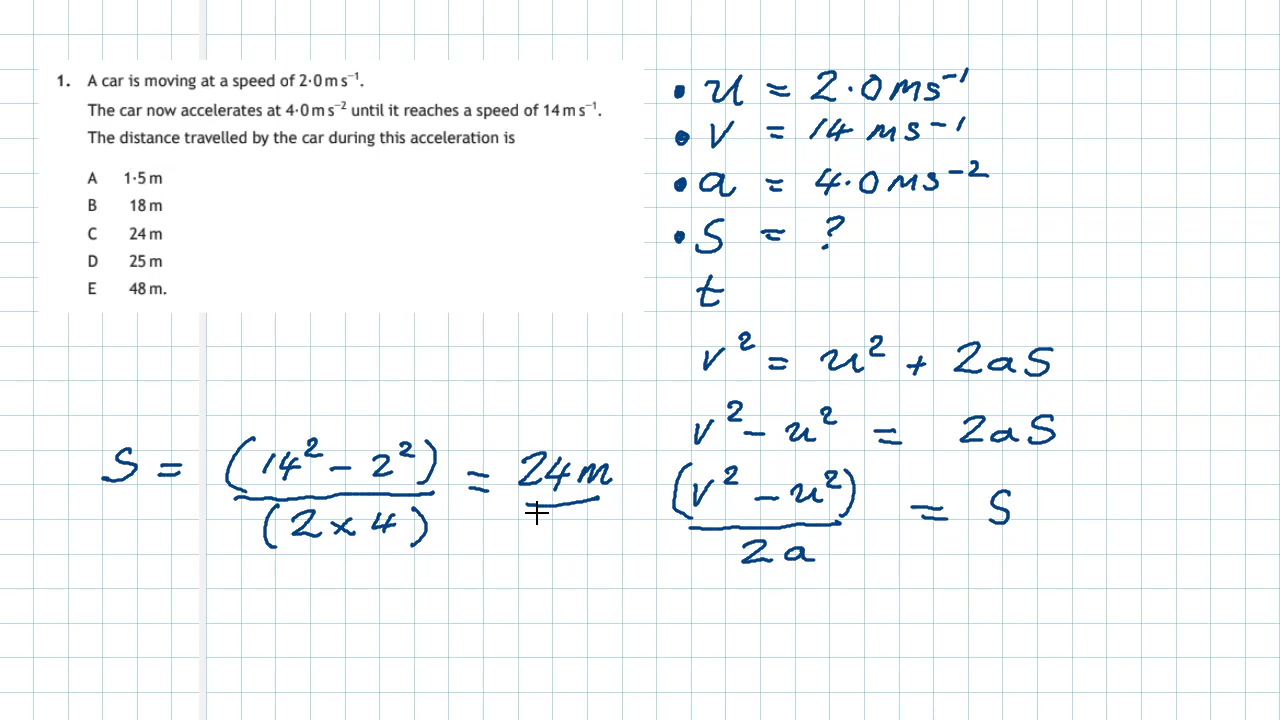 1. A car is moving at a speed of 2·0 m s⁻¹.
The car now accelerates at 4·0 m s⁻² until it reaches a speed of 14 m s⁻¹.
The distance travelled by the car during this acceleration is
A 1·5 m
B 18 m
C 24 m
D 25 m
E 48 m.
• u = 2·0 ms⁻¹
• v = 14 ms⁻¹
• a = 4·0 ms⁻²
• s = ?
t
v² = u² + 2as
v² - u² = 2as
(v² - u²) / 2a = s
s = (14² - 2²) / (2 × 4) = 24 m